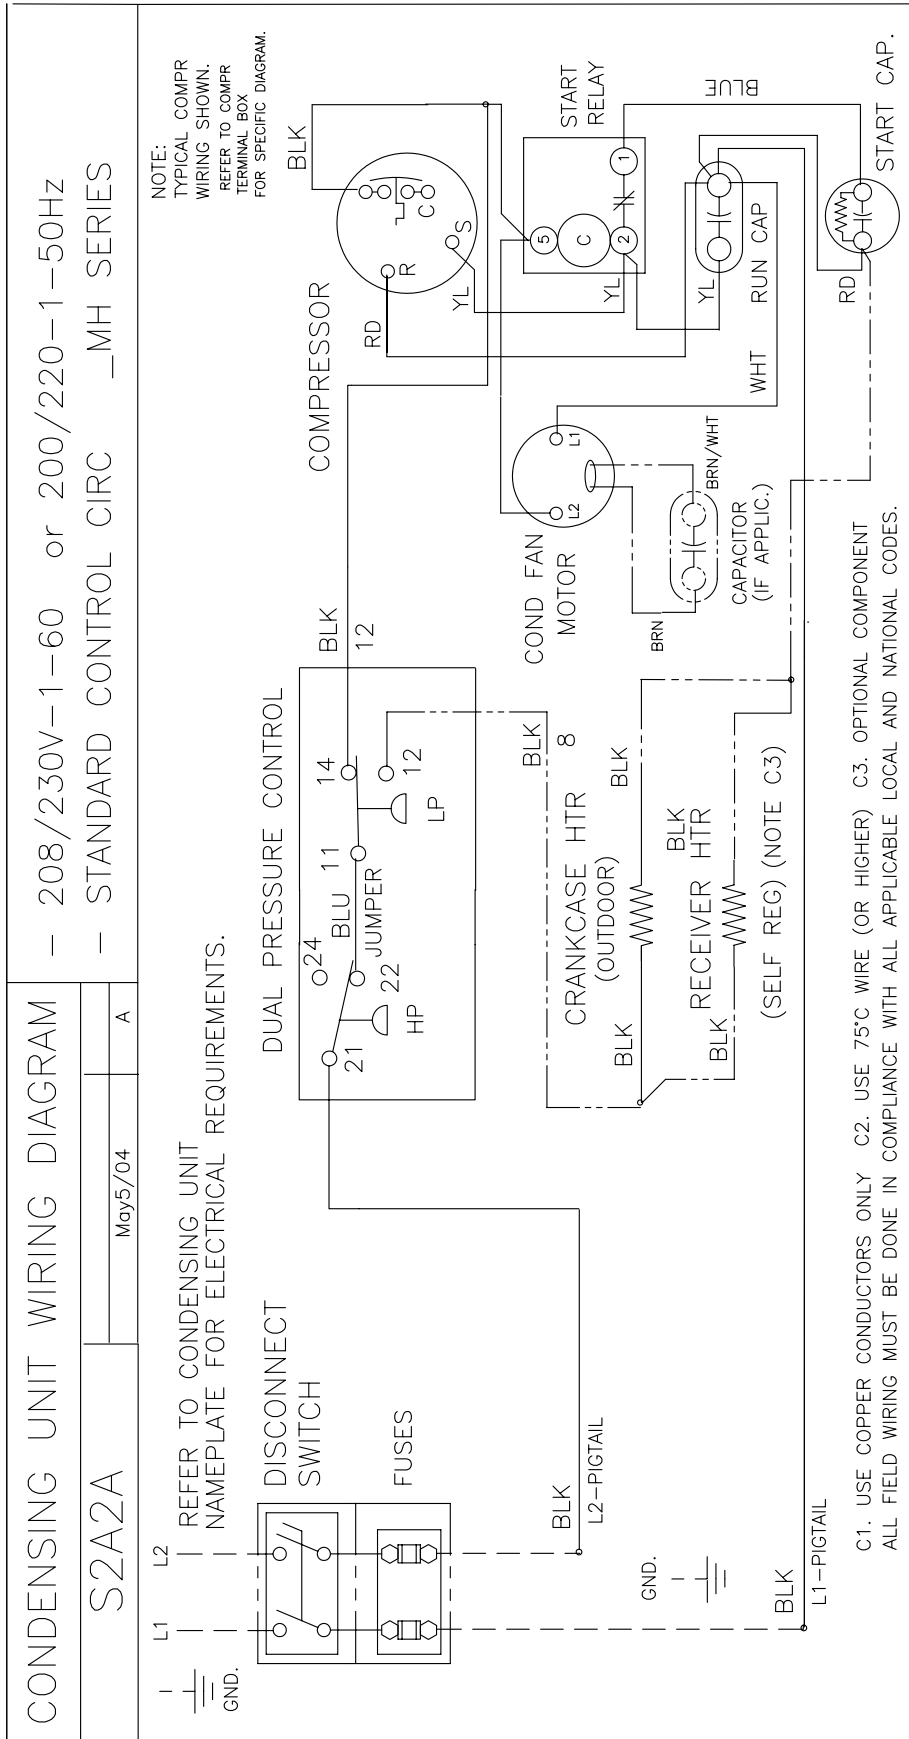 CONDENSING UNIT WIRING DIAGRAM
– 208/230V–1–60 or 200/220–1–50Hz
S2A2A
May5/04
A
– STANDARD CONTROL CIRC _MH SERIES
L1
L2
GND.
REFER TO CONDENSING UNIT
NAMEPLATE FOR ELECTRICAL REQUIREMENTS.
DISCONNECT
SWITCH
FUSES
BLK
L2–PIGTAIL
GND.
BLK
L1–PIGTAIL
DUAL PRESSURE CONTROL
21
HP
24
22
BLU
JUMPER
11
LP
14
12
BLK
12
BLK
8
CRANKCASE HTR
(OUTDOOR)
BLK
BLK
RECEIVER HTR
BLK
BLK
(SELF REG) (NOTE C3)
NOTE:
TYPICAL COMPR
WIRING SHOWN.
REFER TO COMPR
TERMINAL BOX
FOR SPECIFIC DIAGRAM.
BLK
COMPRESSOR
C
R
S
RD
YL
START
RELAY
5
C
2
1
YL
COND FAN
MOTOR
L2
L1
BRN
BRN/WHT
CAPACITOR
(IF APPLIC.)
YL
RUN CAP
WHT
BLUE
RD
START CAP.
C1. USE COPPER CONDUCTORS ONLY C2. USE 75°C WIRE (OR HIGHER) C3. OPTIONAL COMPONENT
ALL FIELD WIRING MUST BE DONE IN COMPLIANCE WITH ALL APPLICABLE LOCAL AND NATIONAL CODES.